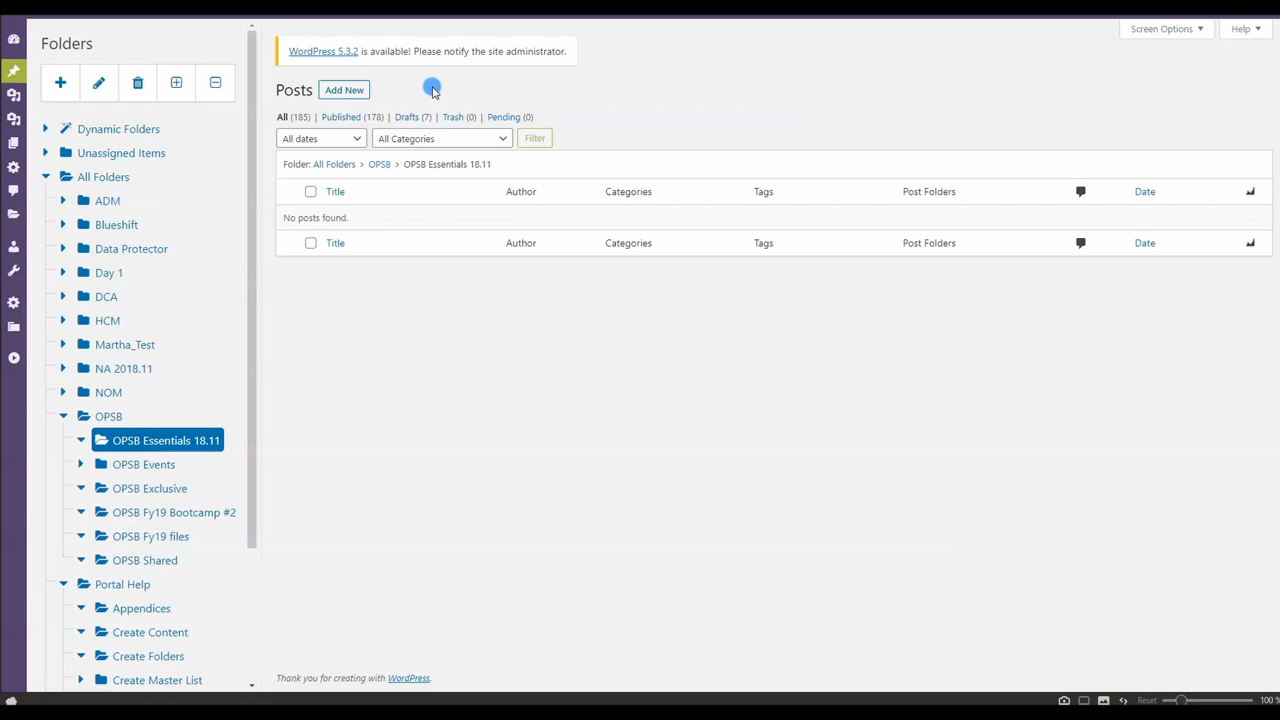 Folders
Dynamic Folders
Unassigned Items
All Folders
ADM
Blueshift
Data Protector
Day 1
DCA
HCM
Martha_Test
NA 2018.11
NOM
OPSB
OPSB Essentials 18.11
OPSB Events
OPSB Exclusive
OPSB Fy19 Bootcamp #2
OPSB Fy19 files
OPSB Shared
Portal Help
Appendices
Create Content
Create Folders
Create Master List
Screen Options Help
WordPress 5.3.2 is available! Please notify the site administrator.
Posts Add New
All (185) | Published (178) | Drafts (7) | Trash (0) | Pending (0)
All dates All Categories Filter
Folder: All Folders > OPSB > OPSB Essentials 18.11
Title Author Categories Tags Post Folders Date
No posts found.
Title Author Categories Tags Post Folders Date
Thank you for creating with WordPress.
Reset 100 %